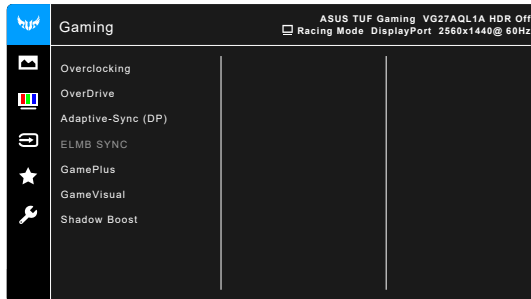 Gaming
ASUS TUF Gaming VG27AQL1A HDR Off
Racing Mode DisplayPort 2560x1440@ 60Hz
Overclocking
OverDrive
Adaptive-Sync (DP)
ELMB SYNC
GamePlus
GameVisual
Shadow Boost